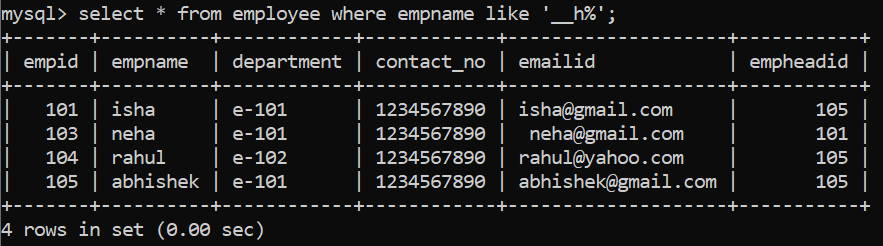 mysql> select * from employee where empname like '__h%';
+-------+----------+------------+------------+--------------------+-----------+
| empid | empname  | department | contact_no | emailid            | empheadid |
+-------+----------+------------+------------+--------------------+-----------+
|   101 | isha     | e-101      | 1234567890 | isha@gmail.com     |       105 |
|   103 | neha     | e-101      | 1234567890 |  neha@gmail.com    |       101 |
|   104 | rahul    | e-102      | 1234567890 | rahul@yahoo.com    |       105 |
|   105 | abhishek | e-101      | 1234567890 | abhishek@gmail.com |       105 |
+-------+----------+------------+------------+--------------------+-----------+
4 rows in set (0.00 sec)